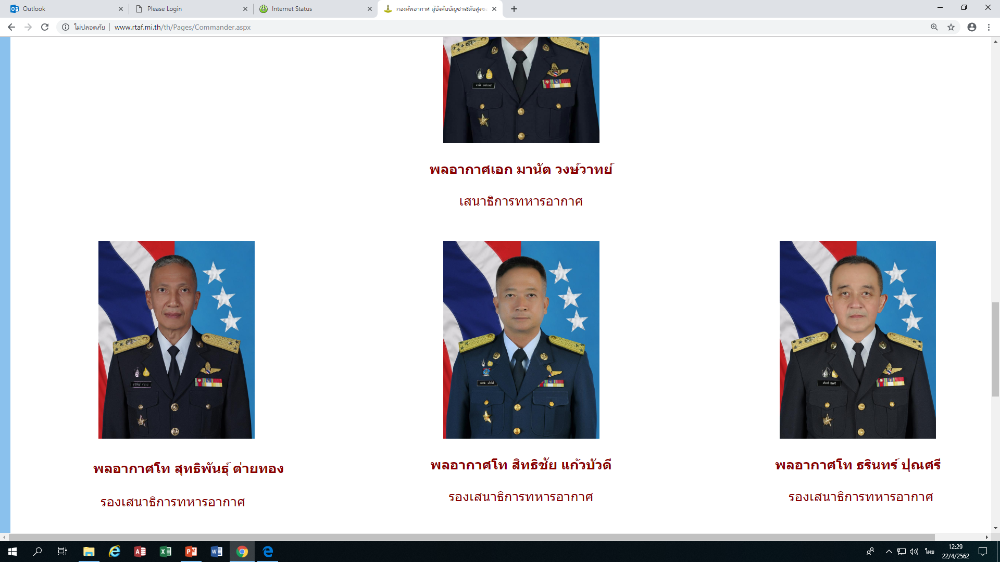 Outlook
Please Login
Internet Status
กองทัพอากาศ ผู้บังคับบัญชาระดับสูงขอ
ไม่ปลอดภัย
www.rtaf.mi.th/th/Pages/Commander.aspx
พลอากาศเอก มานัต วงษ์วาทย์
เสนาธิการทหารอากาศ
พลอากาศโท สุทธิพันธุ์ ต่ายทอง
พลอากาศโท สิทธิชัย แก้วบัวดี
พลอากาศโท ธรินทร์ ปุณศรี
รองเสนาธิการทหารอากาศ
รองเสนาธิการทหารอากาศ
รองเสนาธิการทหารอากาศ
ไทย
12:29
22/4/2562